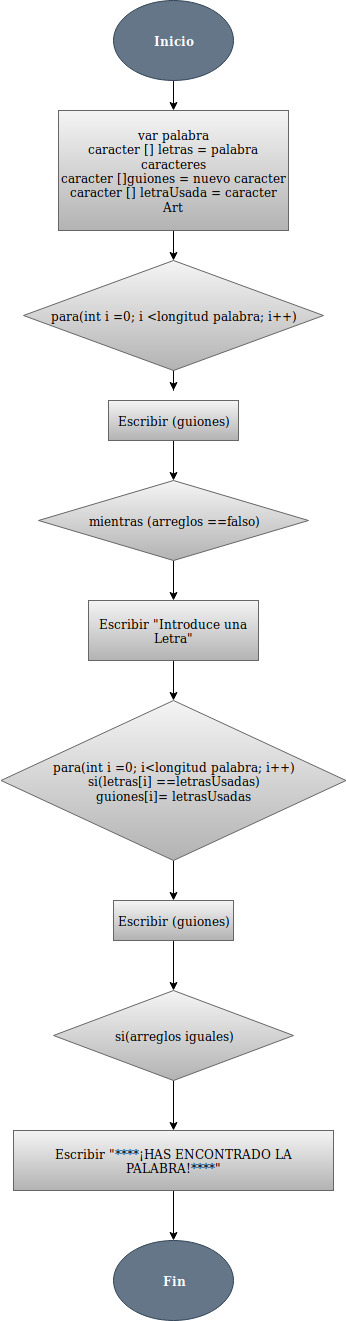 Inicio
var palabra
caracter [] letras = palabra
caracteres
caracter []guiones = nuevo caracter
caracter [] letraUsada = caracter
Art
para(int i =0; i <longitud palabra; i++)
Escribir (guiones)
mientras (arreglos ==falso)
Escribir "Introduce una
Letra"
para(int i =0; i<longitud palabra; i++)
si(letras[i] ==letrasUsadas)
guiones[i]= letrasUsadas
Escribir (guiones)
si(arreglos iguales)
Escribir "****¡HAS ENCONTRADO LA
PALABRA!****"
Fin